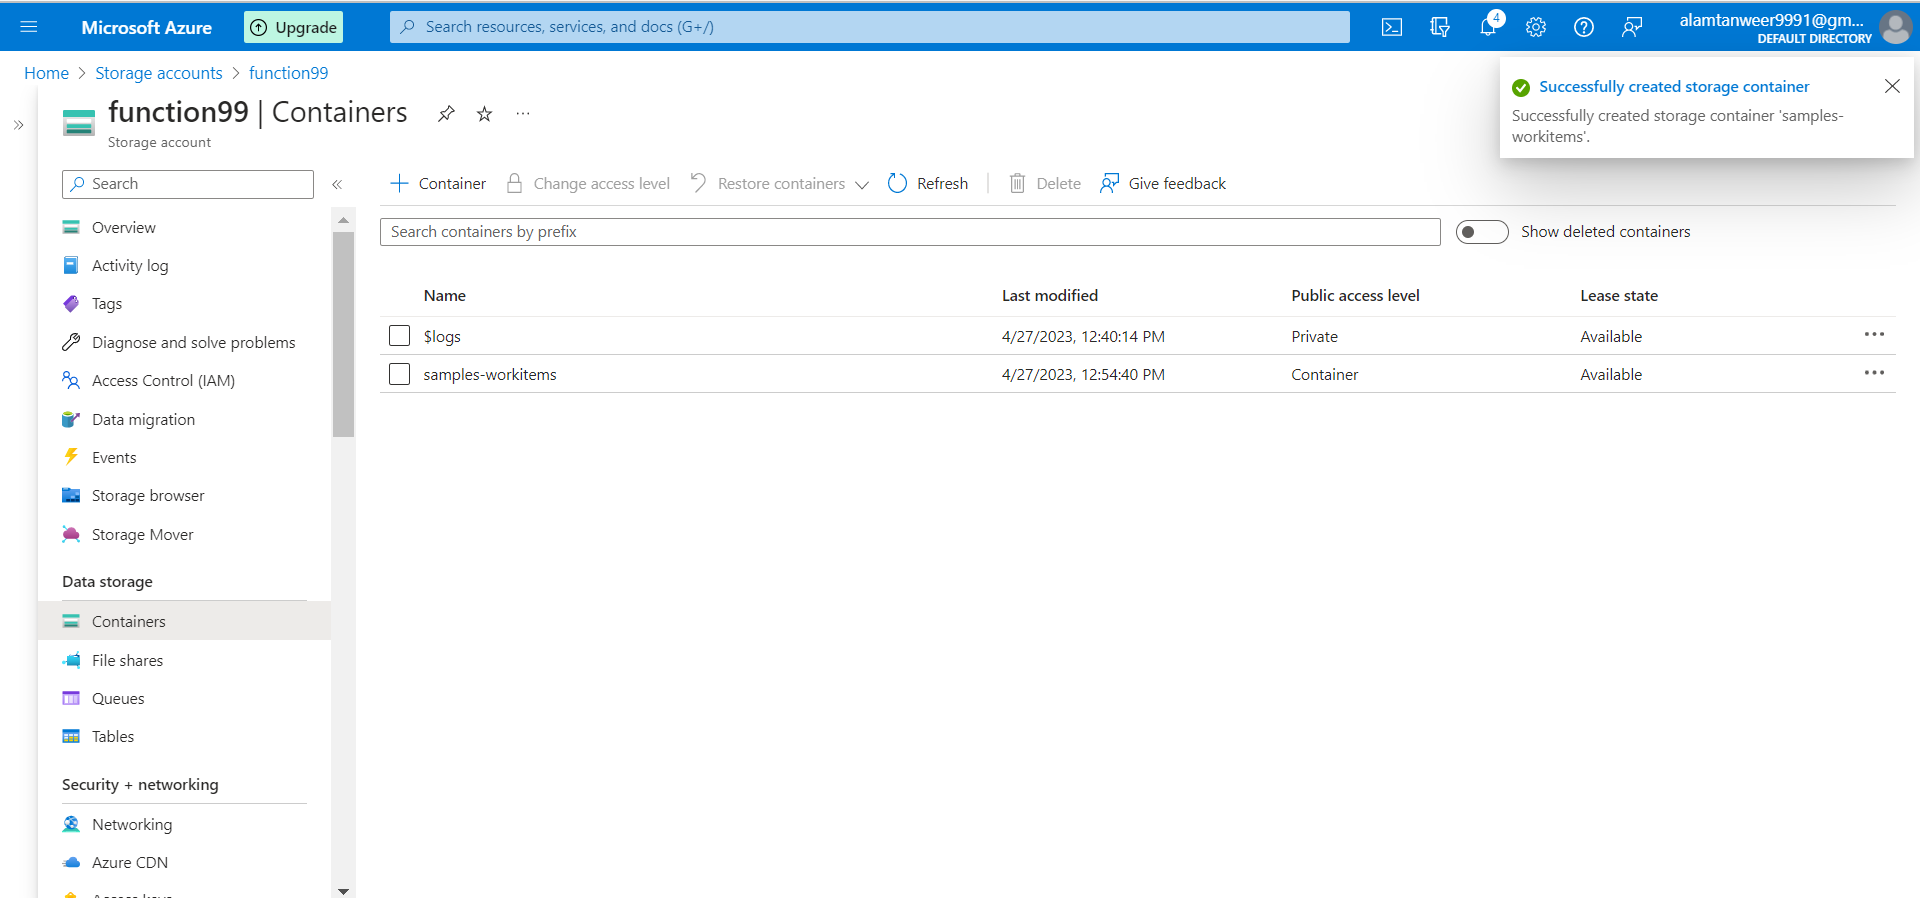 Microsoft Azure
Upgrade
Search resources, services, and docs (G+/)
4
alamtanweer9991@gm...
DEFAULT DIRECTORY
Home > Storage accounts > function99
Successfully created storage container
Successfully created storage container 'samples-
workitems'.
function99 | Containers
Storage account
Search
Container
Change access level
Restore containers
Refresh
Delete
Give feedback
Search containers by prefix
Show deleted containers
Overview
Activity log
Tags
Diagnose and solve problems
Access Control (IAM)
Data migration
Events
Storage browser
Storage Mover
Data storage
Containers
File shares
Queues
Tables
Security + networking
Networking
Azure CDN
Access keys
Name Last modified Public access level Lease state
$logs 4/27/2023, 12:40:14 PM Private Available
samples-workitems 4/27/2023, 12:54:40 PM Container Available